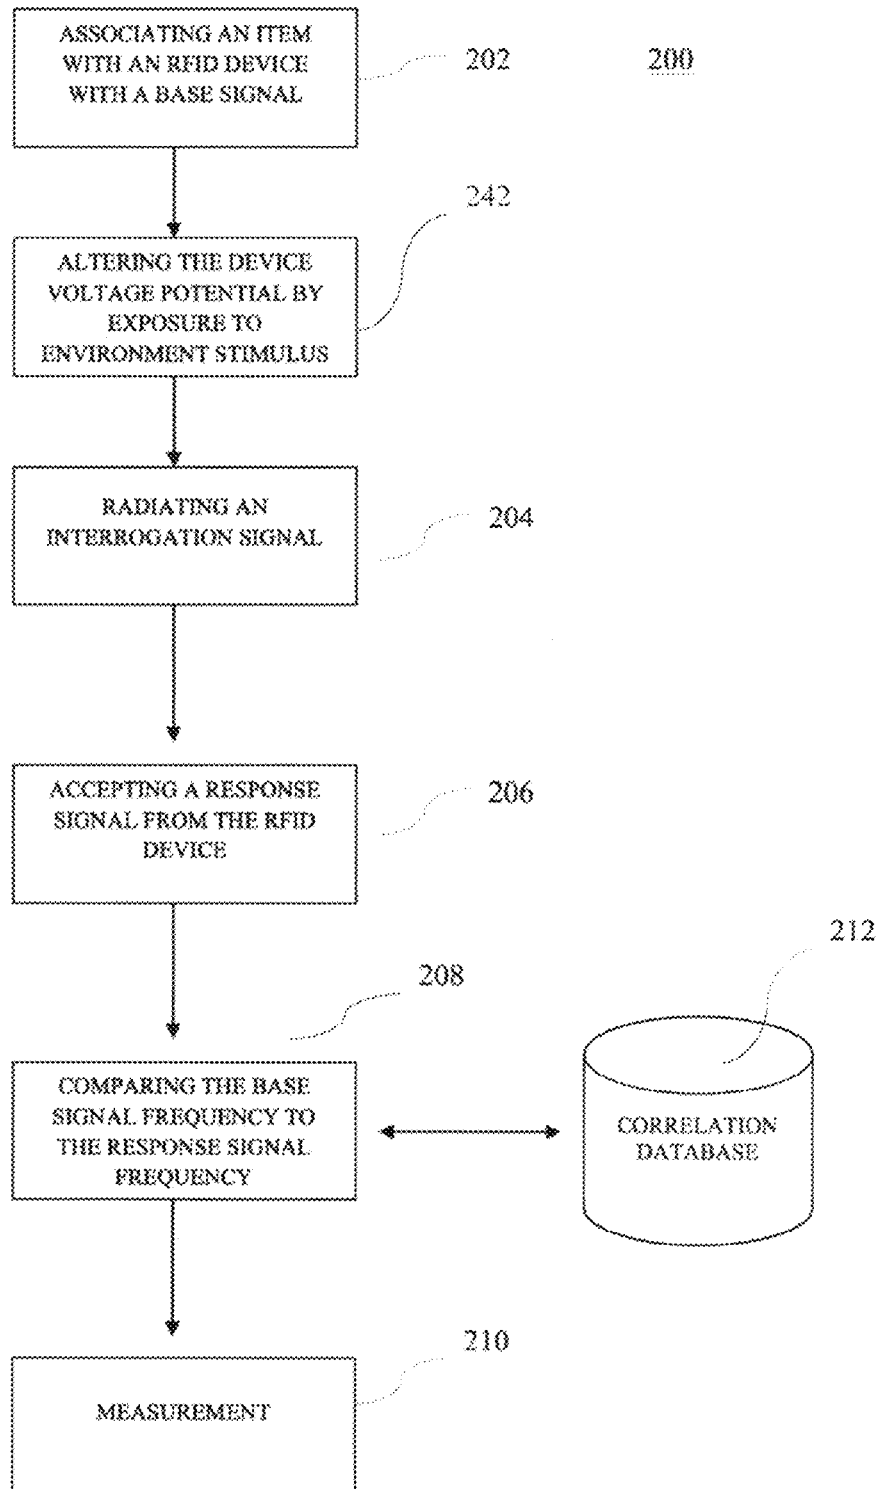 ASSOCIATING AN ITEM
WITH AN RFID DEVICE
WITH A BASE SIGNAL
202
200
242
ALTERING THE DEVICE
VOLTAGE POTENTIAL BY
EXPOSURE TO
ENVIRONMENT STIMULUS
RADIATING AN
INTERROGATION SIGNAL
204
ACCEPTING A RESPONSE
SIGNAL FROM THE RFID
DEVICE
206
212
208
COMPARING THE BASE
SIGNAL FREQUENCY TO
THE RESPONSE SIGNAL
FREQUENCY
CORRELATION
DATABASE
210
MEASUREMENT